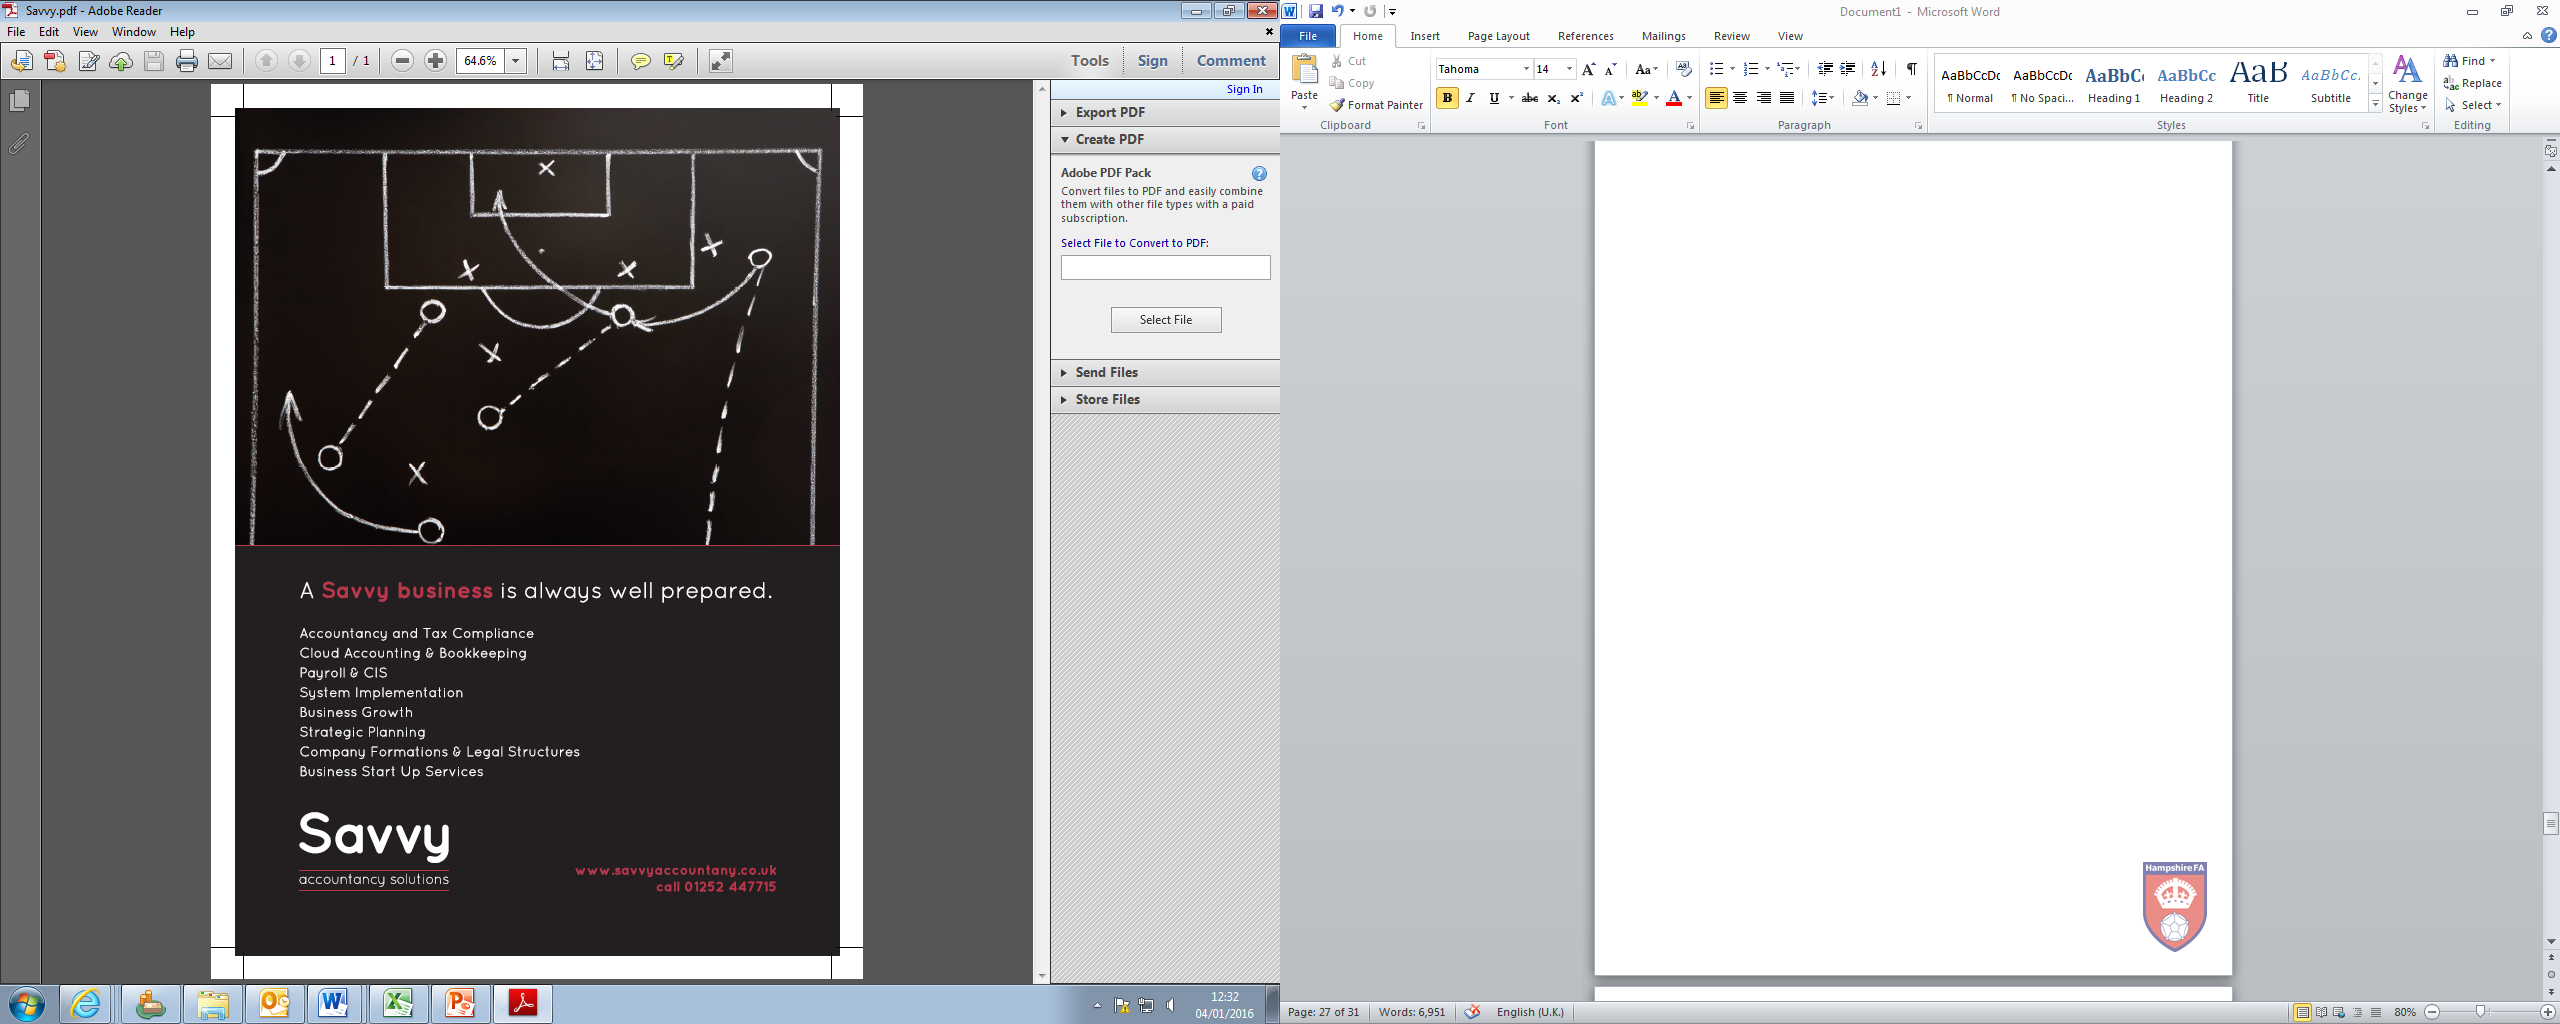 Savvy.pdf - Adobe Reader
File Edit View Window Help
1 / 1 64.6% Tools Sign Comment
Sign In
Export PDF
Create PDF
Adobe PDF Pack
Convert files to PDF and easily combine
them with other file types with a paid
subscription.
Select File to Convert to PDF:
Select File
Send Files
Store Files
A Savvy business is always well prepared.
Accountancy and Tax Compliance
Cloud Accounting & Bookkeeping
Payroll & CIS
System Implementation
Business Growth
Strategic Planning
Company Formations & Legal Structures
Business Start Up Services
Savvy
accountancy solutions
www.savvyaccountany.co.uk
call 01252 447715
12:32
04/01/2016
Document1 - Microsoft Word
File Home Insert Page Layout References Mailings Review View
Paste
Cut
Copy
Format Painter
Clipboard
Tahoma 14
Font
Paragraph
AaBbCcDc AaBbCcDc AaBbC AaBbCc AaB AaBbCc.
¶ Normal ¶ No Spaci... Heading 1 Heading 2 Title Subtitle
Styles
Change
Styles
Find
Replace
Select
Editing
Hampshire FA
Page: 27 of 31 Words: 6,951 English (U.K.) 80%